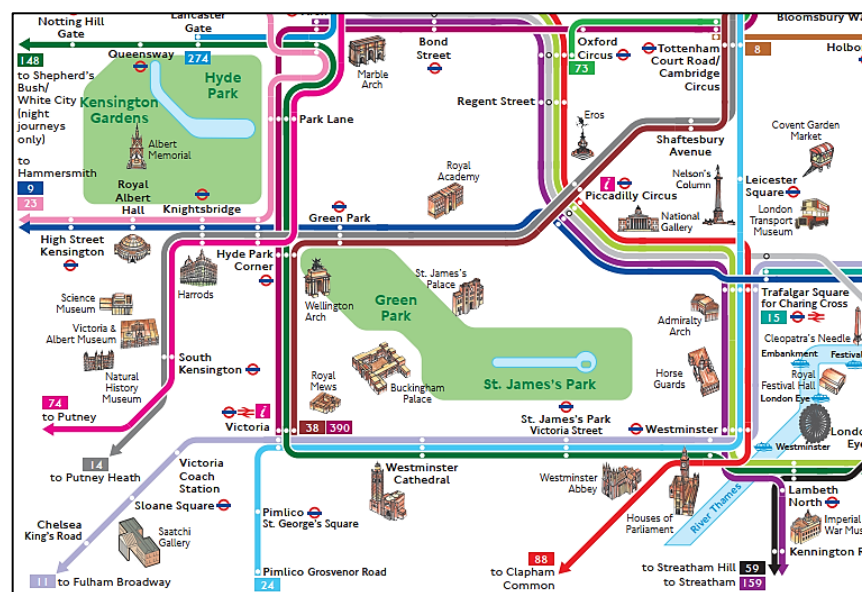 Notting Hill
Gate
Lancaster
Gate
Queensway
274
148
to Shepherd's
Bush/
White City
(night
journeys
only)
Hyde
Park
Kensington
Gardens
Albert
Memorial
Marble
Arch
Park Lane
Bond
Street
Regent Street
Oxford
Circus
73
Tottenham
Court Road/
Cambridge
Circus
Bloomsbury Wa
8
Holbo
Eros
Shaftesbury
Avenue
Covent Garden
Market
to
Hammersmith
9
23
Royal
Albert
Hall
Knightsbridge
Green Park
Royal
Academy
i
Piccadilly Circus
Nelson's
Column
National
Gallery
Leicester
Square
London
Transport
Museum
High Street
Kensington
Harrods
Hyde Park
Corner
Wellington
Arch
Green
Park
St. James's
Palace
Science
Museum
Victoria &
Albert Museum
Natural
History
Museum
South
Kensington
Royal
Mews
Buckingham
Palace
St. James's Park
Admiralty
Arch
Horse
Guards
Trafalgar Square
for Charing Cross
15
Cleopatra's Needle
Embankment
Festival
Royal
Festival Hall
London Eye
Londo
Eye
Westminster
74
to Putney
14
to Putney Heath
i
Victoria
38
390
St. James's Park
Victoria Street
Westminster
Victoria
Coach
Station
Sloane Square
Chelsea
King's Road
Saatchi
Gallery
11
to Fulham Broadway
Pimlico
St. George's Square
Pimlico Grosvenor Road
24
Westminster
Cathedral
Westminster
Abbey
Houses of
Parliament
River Thames
88
to Clapham
Common
Lambeth
North
Imperial
War Mus
Kennington R
to Streatham Hill
59
to Streatham
159